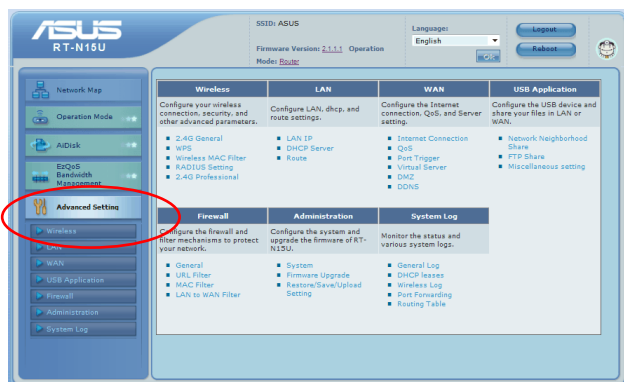 ASUS
RT-N15U
SSID: ASUS
Firmware Version: 2.1.1.1 Operation
Mode: Router
Language:
English
OK
Logout
Reboot
Network Map
Operation Mode
AiDisk
EzQoS
Bandwidth
Management
Advanced Setting
Wireless
LAN
WAN
USB Application
Firewall
Administration
System Log
Wireless
Configure your wireless
connection, security, and
other advanced parameters.
2.4G General
WPS
Wireless MAC Filter
RADIUS Setting
2.4G Professional
LAN
Configure LAN, dhcp, and
route settings.
LAN IP
DHCP Server
Route
WAN
Configure the Internet
connection, QoS, and Server
setting.
Internet Connection
QoS
Port Trigger
Virtual Server
DMZ
DDNS
USB Application
Configure the USB device and
share your files in LAN or
WAN.
Network Neighborhood
Share
FTP Share
Miscellaneous setting
Firewall
Configure the firewall and
filter mechanisms to protect
your network.
General
URL Filter
MAC Filter
LAN to WAN Filter
Administration
Configure the system and
upgrade the firmware of RT-
N15U.
System
Firmware Upgrade
Restore/Save/Upload
Setting
System Log
Monitor the status and
various system logs.
General Log
DHCP leases
Wireless Log
Port Forwarding
Routing Table